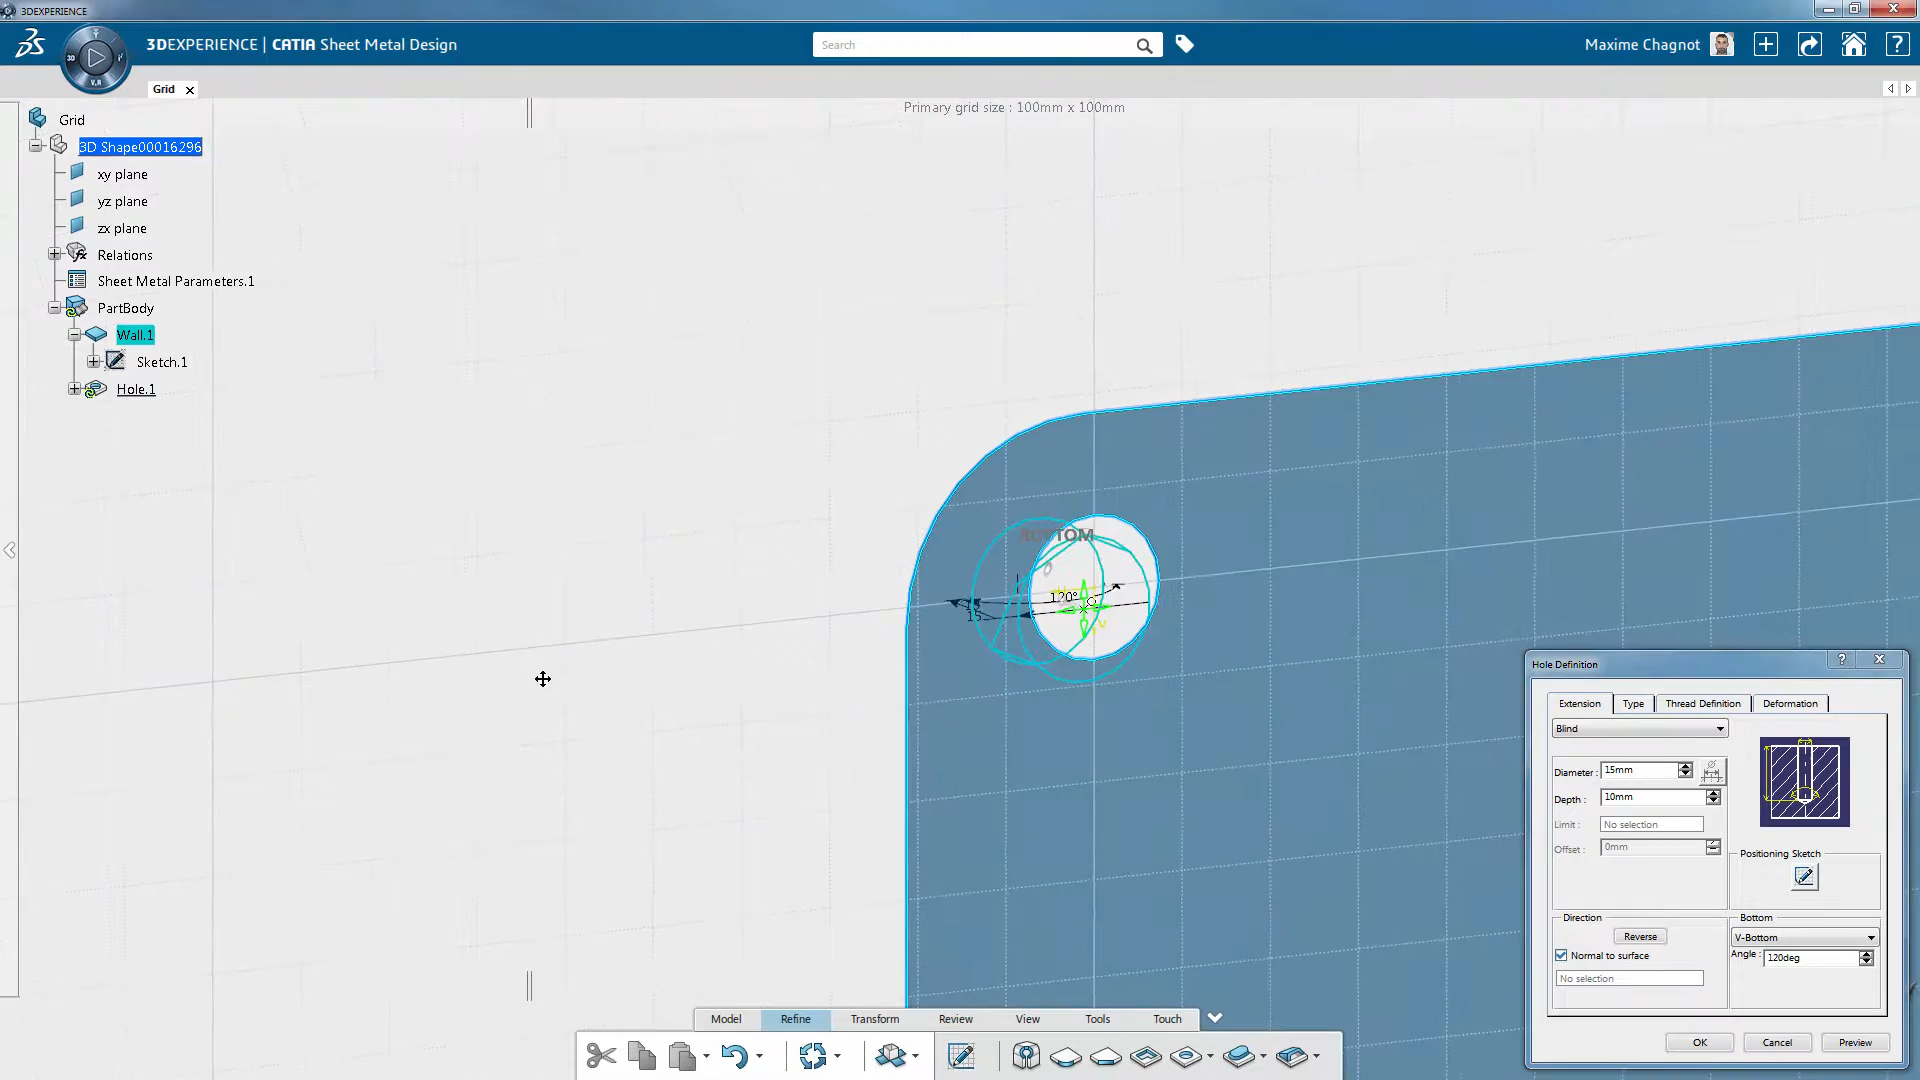 3DEXPERIENCE
3DEXPERIENCE | CATIA Sheet Metal Design
Search
Maxime Chagnot
3D
V.R
Grid
Primary grid size : 100mm x 100mm
Grid
3D Shape00016296
xy plane
yz plane
zx plane
Relations
Sheet Metal Parameters.1
PartBody
Wall.1
Sketch.1
Hole.1
BOTTOM
120°
15
Hole Definition
Extension
Type
Thread Definition
Deformation
Blind
Diameter :
15mm
Depth :
10mm
Limit :
No selection
Offset :
0mm
Positioning Sketch
Direction
Reverse
Normal to surface
No selection
Bottom
V-Bottom
Angle :
120deg
OK
Cancel
Preview
Model
Refine
Transform
Review
View
Tools
Touch